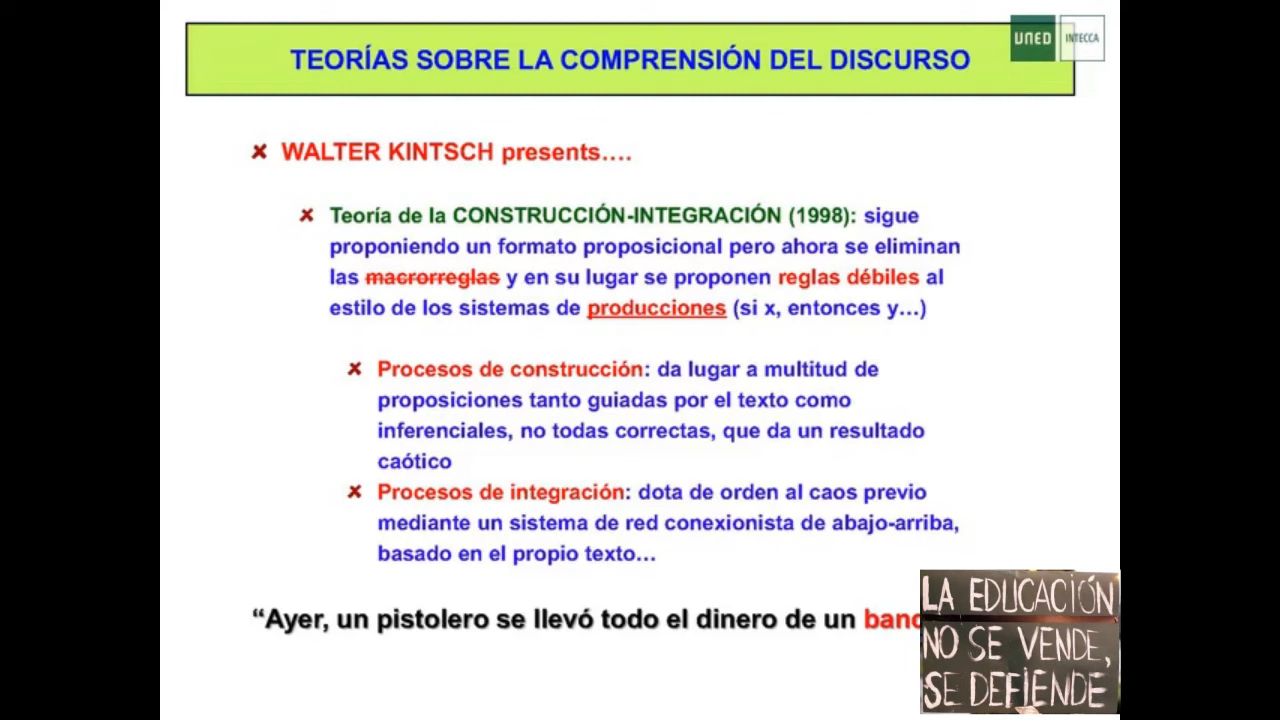 TEORÍAS SOBRE LA COMPRENSIÓN DEL DISCURSO
UNED
INTECCA
WALTER KINTSCH presents….
Teoría de la CONSTRUCCIÓN-INTEGRACIÓN (1998): sigue
proponiendo un formato proposicional pero ahora se eliminan
las macrorreglas y en su lugar se proponen reglas débiles al
estilo de los sistemas de producciones (si x, entonces y…)
Procesos de construcción: da lugar a multitud de
proposiciones tanto guiadas por el texto como
inferenciales, no todas correctas, que da un resultado
caótico
Procesos de integración: dota de orden al caos previo
mediante un sistema de red conexionista de abajo-arriba,
basado en el propio texto…
“Ayer, un pistolero se llevó todo el dinero de un
LA EDUCACIÓN
NO SE VENDE,
SE DEFIENDE